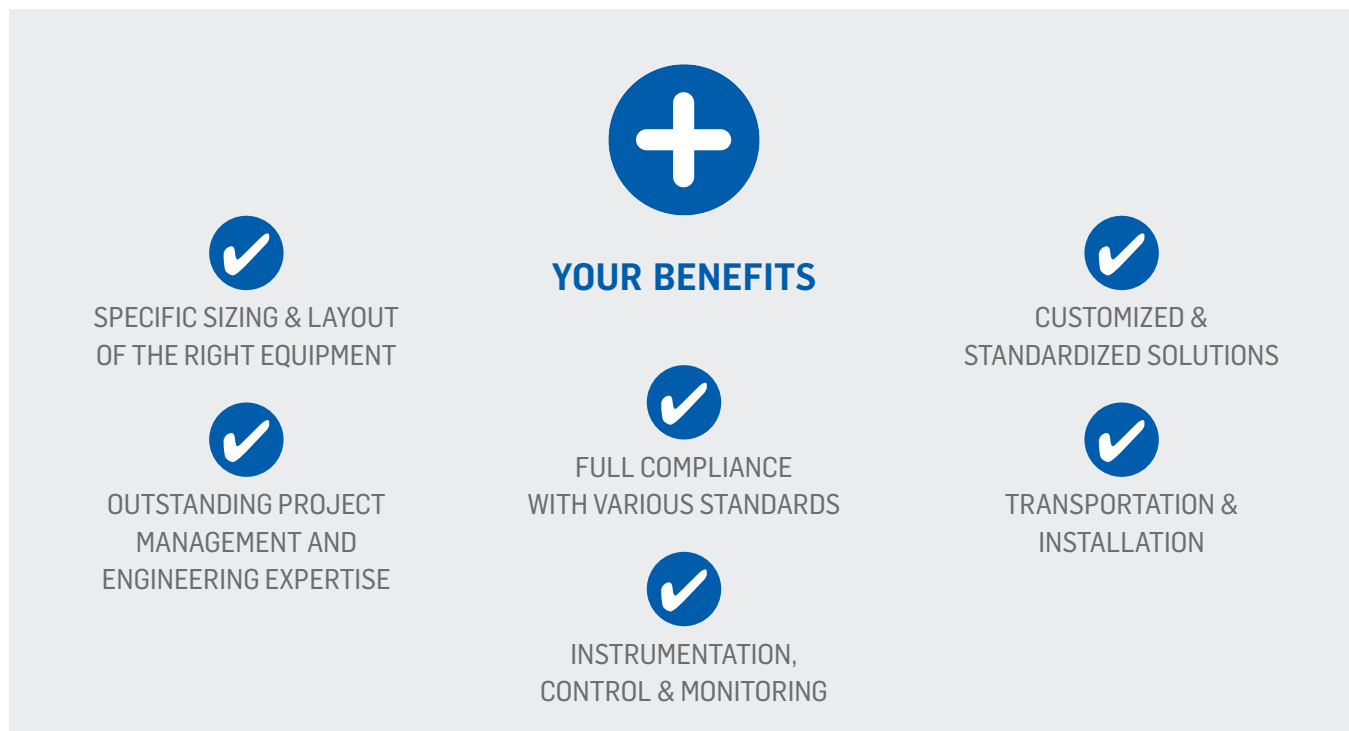 YOUR BENEFITS
SPECIFIC SIZING & LAYOUT
OF THE RIGHT EQUIPMENT
OUTSTANDING PROJECT
MANAGEMENT AND
ENGINEERING EXPERTISE
FULL COMPLIANCE
WITH VARIOUS STANDARDS
INSTRUMENTATION,
CONTROL & MONITORING
CUSTOMIZED &
STANDARDIZED SOLUTIONS
TRANSPORTATION &
INSTALLATION